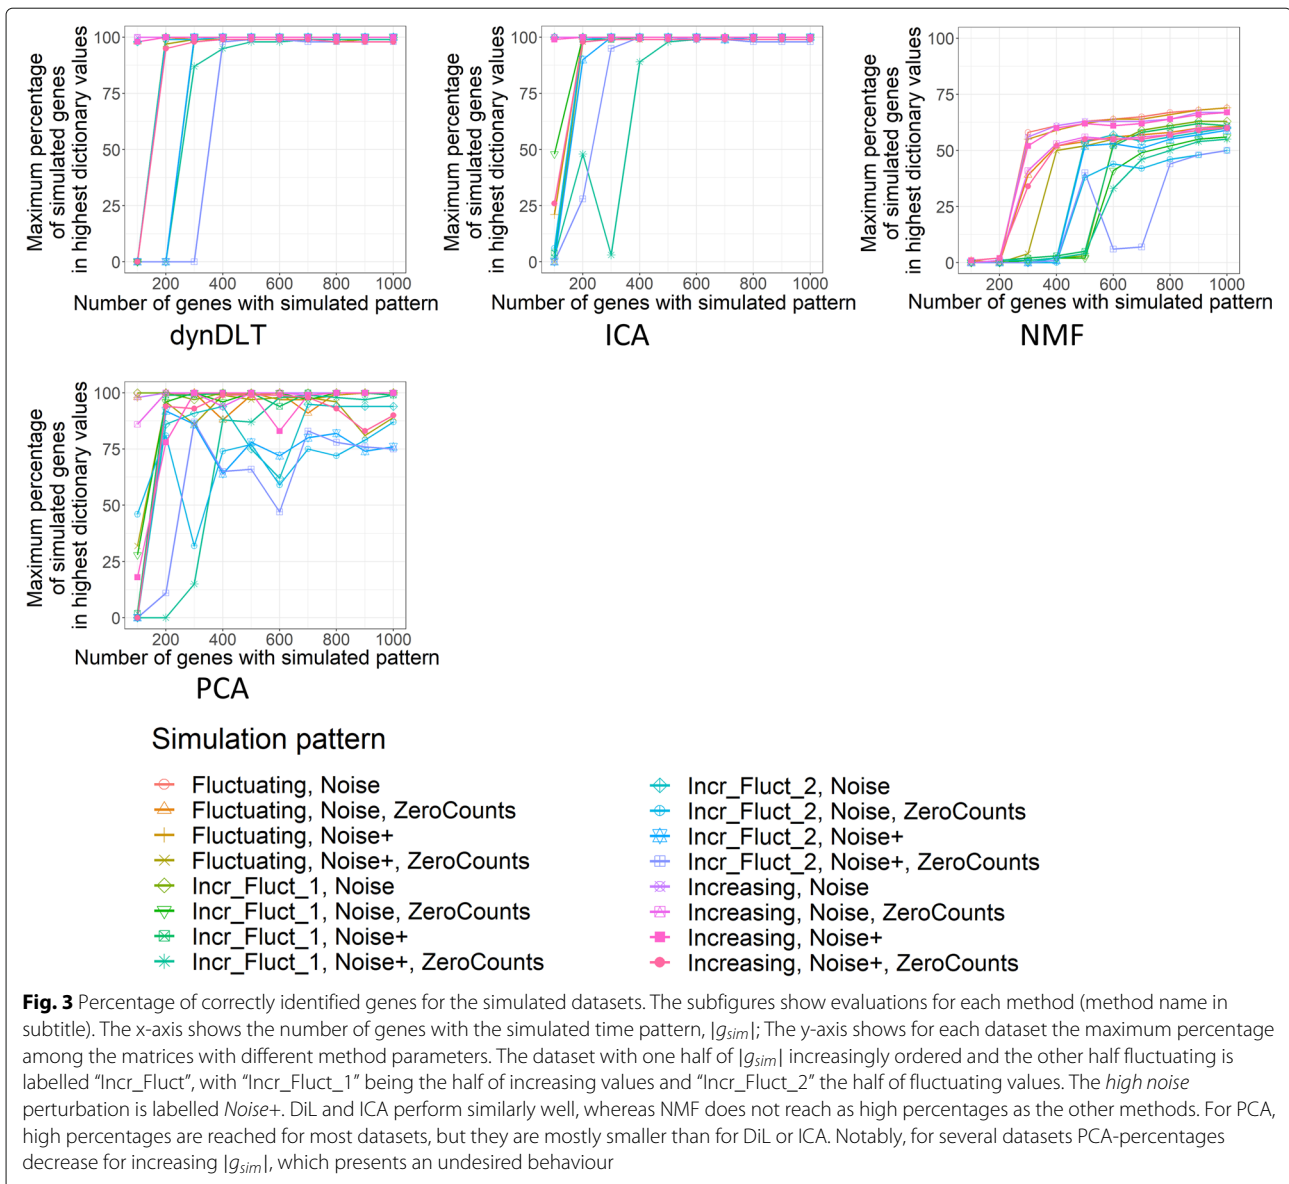 Maximum percentage
of simulated genes
in highest dictionary values
100
75
50
25
0
200 400 600 800 1000
Number of genes with simulated pattern
dynDLT
Maximum percentage
of simulated genes
in highest dictionary values
100
75
50
25
0
200 400 600 800 1000
Number of genes with simulated pattern
ICA
Maximum percentage
of simulated genes
in highest dictionary values
100
75
50
25
0
200 400 600 800 1000
Number of genes with simulated pattern
NMF
Maximum percentage
of simulated genes
in highest dictionary values
100
75
50
25
0
200 400 600 800 1000
Number of genes with simulated pattern
PCA
Simulation pattern
Fluctuating, Noise
Fluctuating, Noise, ZeroCounts
Fluctuating, Noise+
Fluctuating, Noise+, ZeroCounts
Incr_Fluct_1, Noise
Incr_Fluct_1, Noise, ZeroCounts
Incr_Fluct_1, Noise+
Incr_Fluct_1, Noise+, ZeroCounts
Incr_Fluct_2, Noise
Incr_Fluct_2, Noise, ZeroCounts
Incr_Fluct_2, Noise+
Incr_Fluct_2, Noise+, ZeroCounts
Increasing, Noise
Increasing, Noise, ZeroCounts
Increasing, Noise+
Increasing, Noise+, ZeroCounts
Fig. 3 Percentage of correctly identified genes for the simulated datasets. The subfigures show evaluations for each method (method name in
subtitle). The x-axis shows the number of genes with the simulated time pattern, |g_sim|; The y-axis shows for each dataset the maximum percentage
among the matrices with different method parameters. The dataset with one half of |g_sim| increasingly ordered and the other half fluctuating is
labelled “Incr_Fluct”, with “Incr_Fluct_1” being the half of increasing values and “Incr_Fluct_2” the half of fluctuating values. The high noise
perturbation is labelled Noise+. DiL and ICA perform similarly well, whereas NMF does not reach as high percentages as the other methods. For PCA,
high percentages are reached for most datasets, but they are mostly smaller than for DiL or ICA. Notably, for several datasets PCA-percentages
decrease for increasing |g_sim|, which presents an undesired behaviour